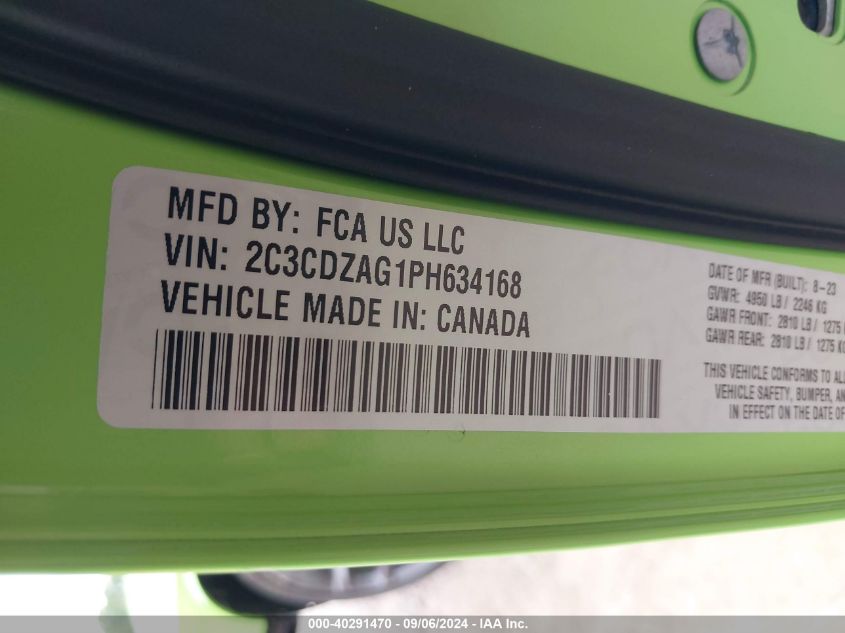 MFD BY: FCA US LLC
VIN: 2C3CDZAG1PH634168
VEHICLE MADE IN: CANADA
DATE OF MFR (BUILT): 8-23
GVWR: 4950 LB / 2246 KG
GAWR FRONT: 2810 LB / 1275
GAWR REAR: 2810 LB / 1275 KG
THIS VEHICLE CONFORMS TO
VEHICLE SAFETY, BUMPER,
IN EFFECT ON THE DATE OF
000-40291470 - 09/06/2024 - IAA Inc.